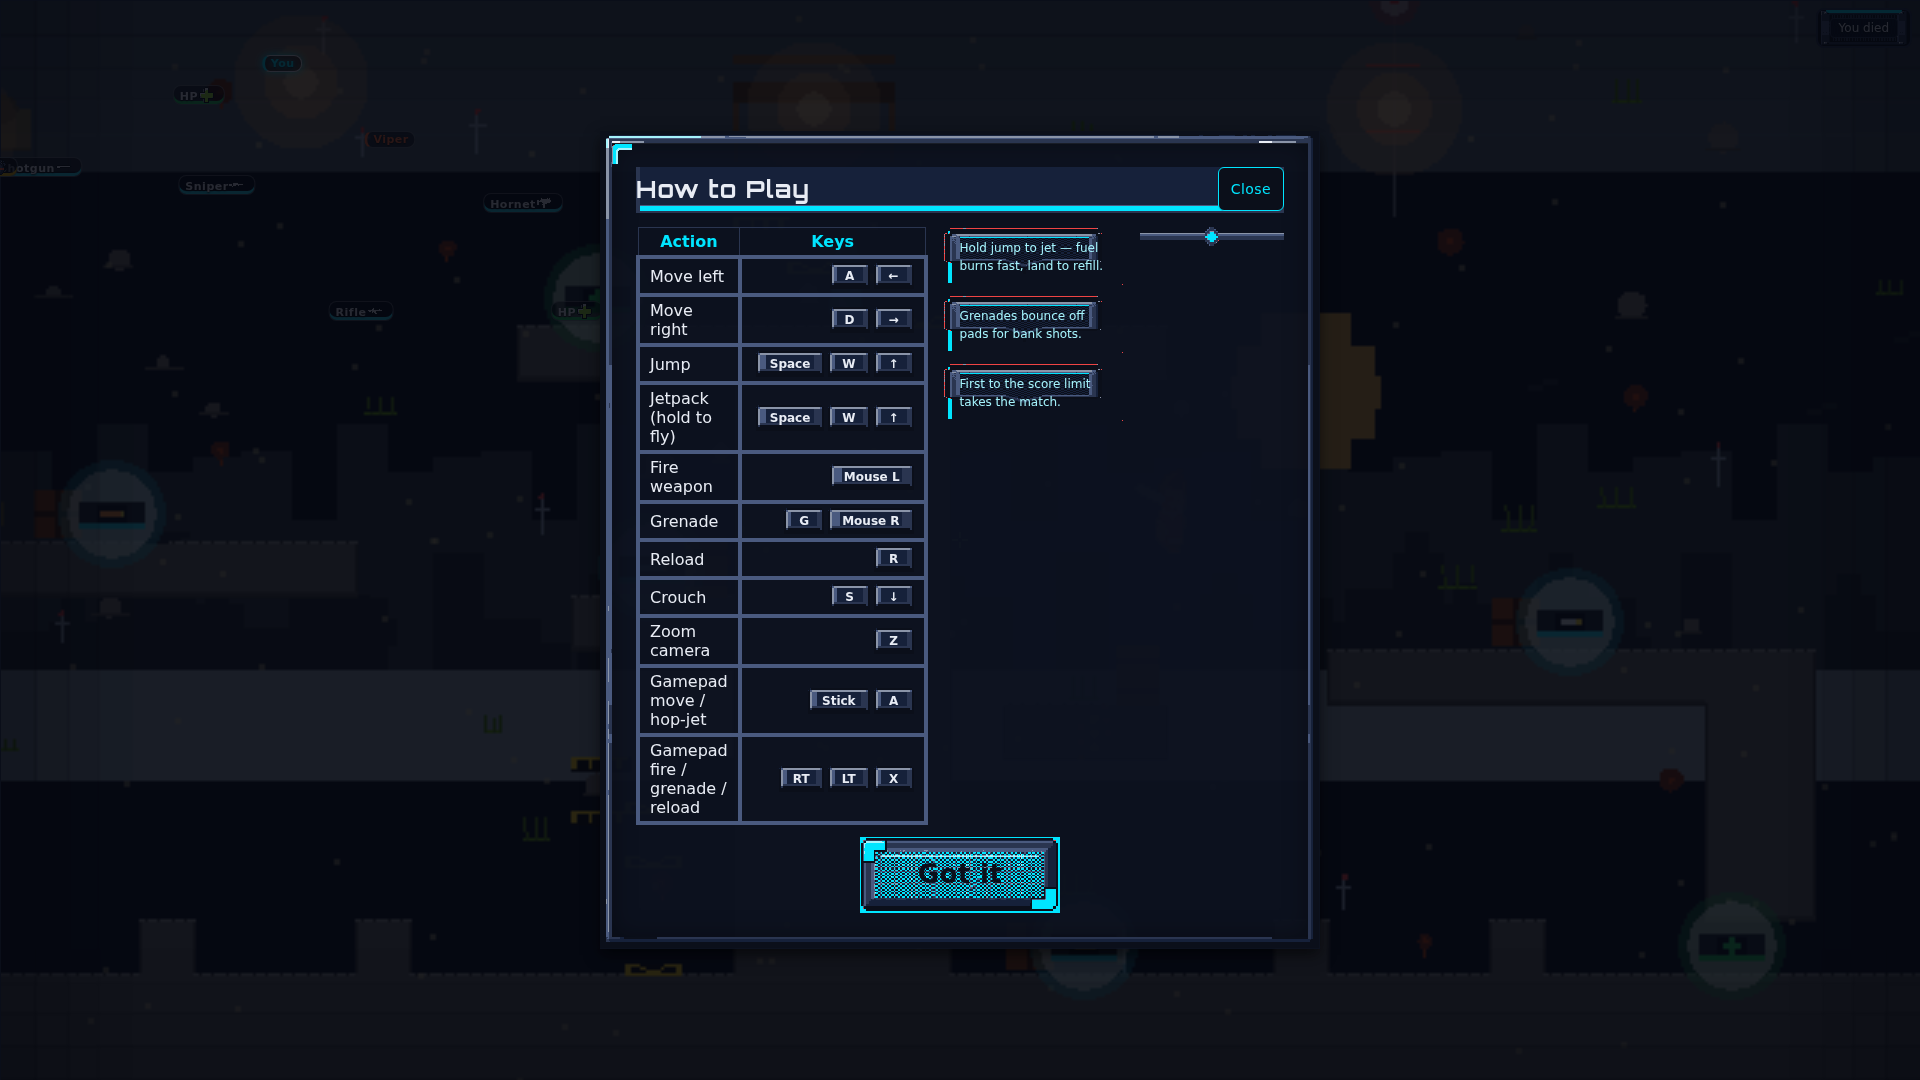 You died
You
HP
Viper
Shotgun
Sniper
Hornet
Rifle
HP
How to Play
Close
Action Keys
Move left A ←
Move
right D →
Jump Space W ↑
Jetpack
(hold to
fly) Space W ↑
Fire
weapon Mouse L
Grenade G Mouse R
Reload R
Crouch S ↓
Zoom
camera Z
Gamepad
move /
hop-jet Stick A
Gamepad
fire /
grenade /
reload RT LT X
Hold jump to jet — fuel
burns fast, land to refill.
Grenades bounce off
pads for bank shots.
First to the score limit
takes the match.
Got it